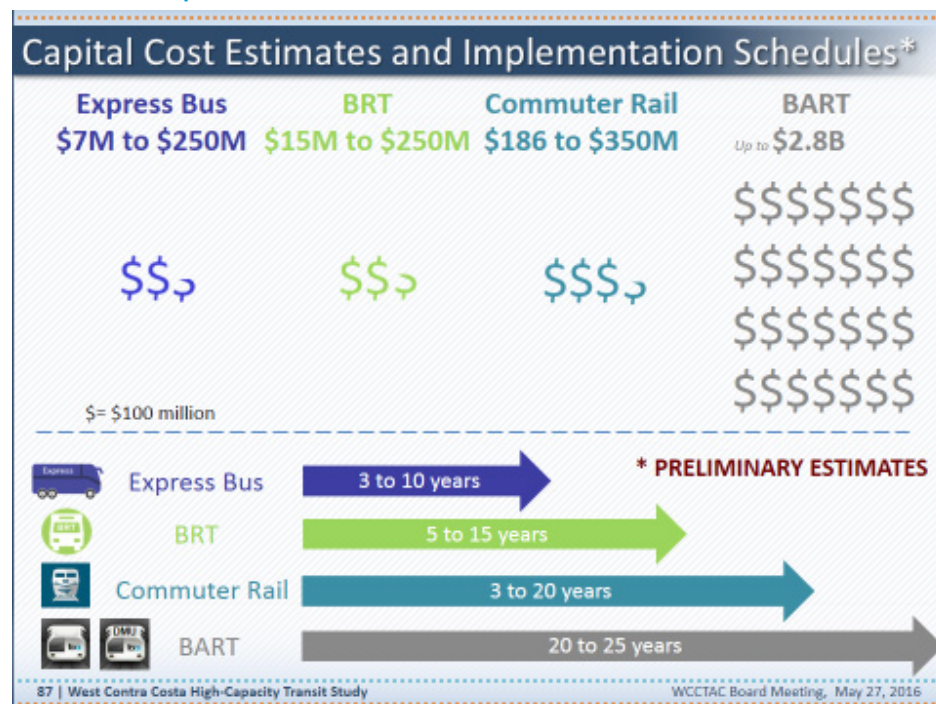 Capital Cost Estimates and Implementation Schedules*
Express Bus
$7M to $250M
BRT
$15M to $250M
Commuter Rail
$186 to $350M
BART
Up to $2.8B
$$
$$
$$$
$$$$$$$
$$$$$$$
$$$$$$$
$$$$$$$
$= $100 million
* PRELIMINARY ESTIMATES
Express
Express Bus
3 to 10 years
BRT
BRT
5 to 15 years
Commuter Rail
3 to 20 years
DMU
BART
20 to 25 years
87 | West Contra Costa High-Capacity Transit Study
WCCTAC Board Meeting, May 27, 2016